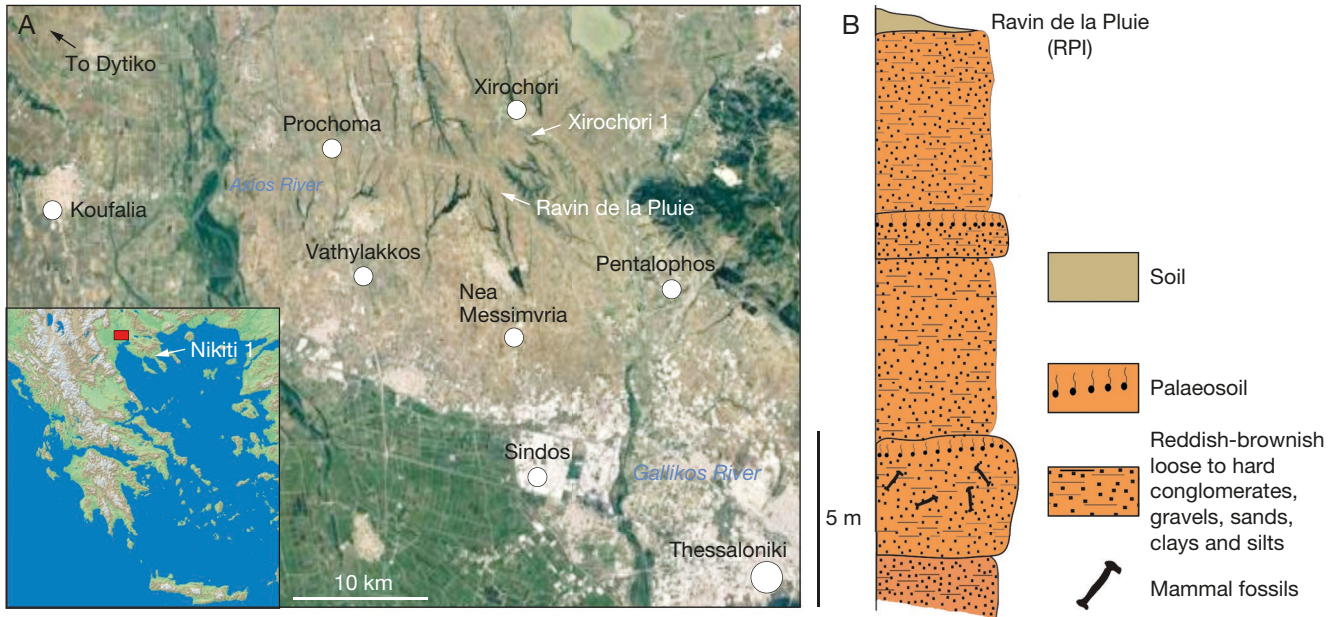 A
To Dytiko
Xirochori
Prochoma
Xirochori 1
Axios River
Koufalia
Ravin de la Pluie
Vathylakkos
Pentalophos
Nea
Messimvria
Nikiti 1
Sindos
Gallikos River
Thessaloniki
10 km
B
Ravin de la Pluie
(RPI)
Soil
Palaeosoil
Reddish-brownish
loose to hard
conglomerates,
gravels, sands,
clays and silts
Mammal fossils
5 m